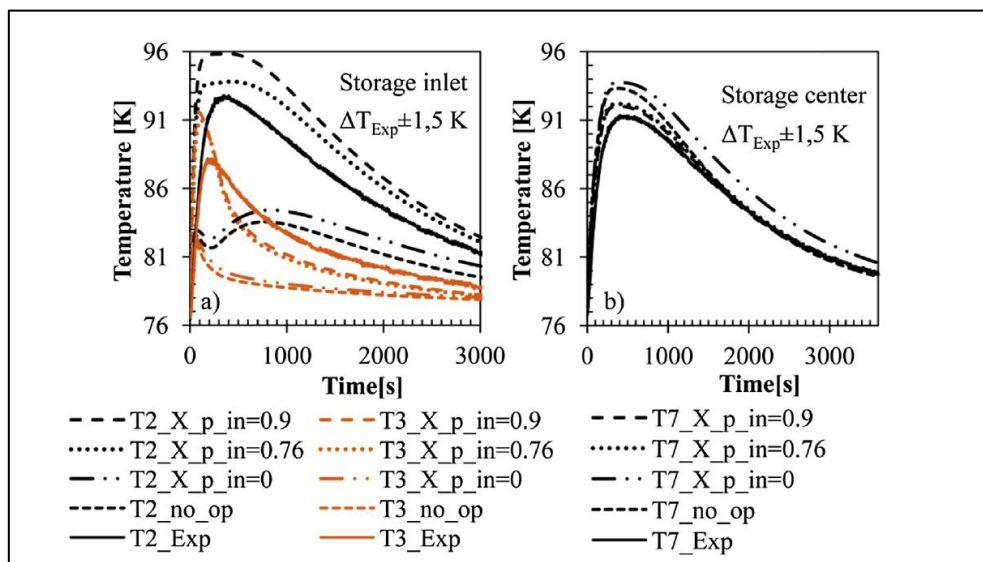 96
91
86
81
76
Temperature [K]
Storage inlet
ΔT_Exp±1,5 K
a)
0
1000
2000
3000
Time[s]
96
91
86
81
76
Temperature [K]
Storage center
ΔT_Exp±1,5 K
b)
0
1000
2000
3000
Time[s]
T2_X_p_in=0.9
T2_X_p_in=0.76
T2_X_p_in=0
T2_no_op
T2_Exp
T3_X_p_in=0.9
T3_X_p_in=0.76
T3_X_p_in=0
T3_no_op
T3_Exp
T7_X_p_in=0.9
T7_X_p_in=0.76
T7_X_p_in=0
T7_no_op
T7_Exp